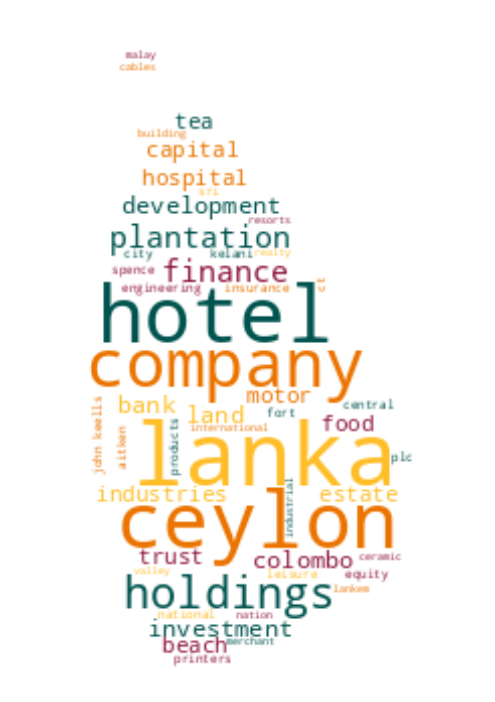 malay
cables
tea
building
capital
hospital
sri
development
resorts
plantation
city kelani realty
spence finance
engineering insurance
hotel
company
motor
bank land fort central
john keells
aitken
products
international
food
lanka
plc
industries estate
industrial
ceylon
trust colombo ceramic
valley leisure equity
holdings lankem
national nation
investment
beach merchant
printers